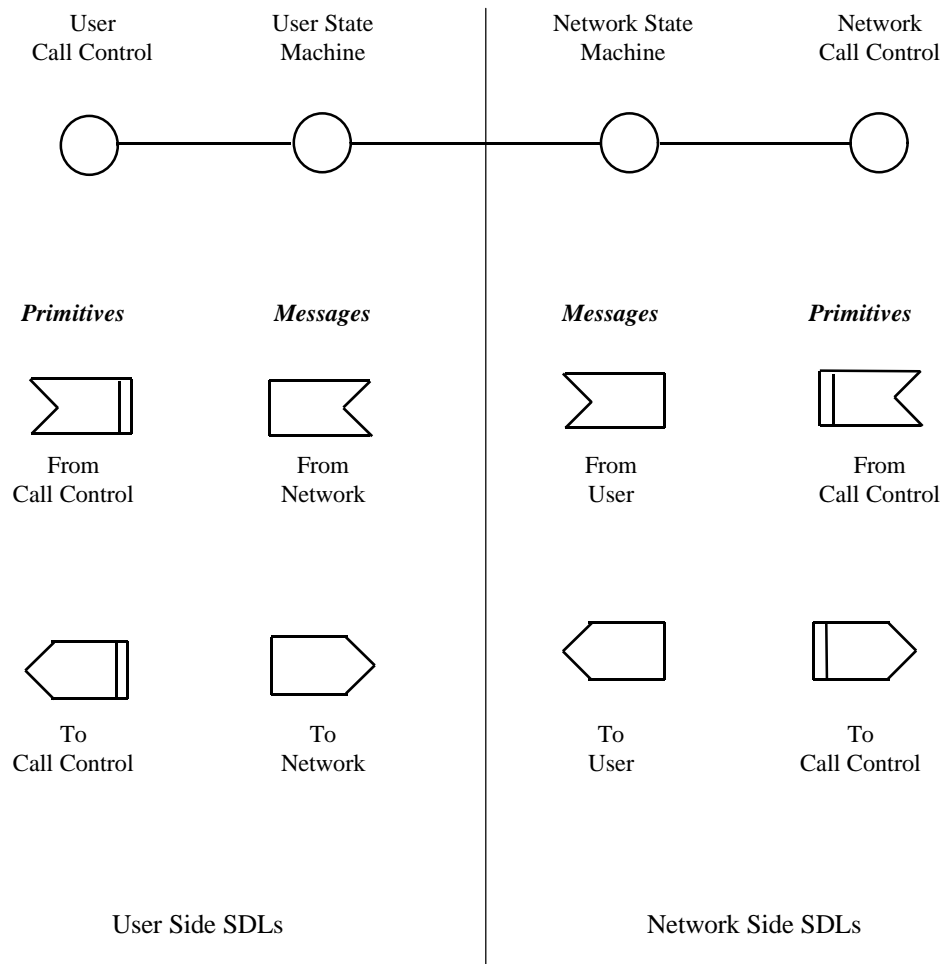 User
Call Control
User State
Machine
Network State
Machine
Network
Call Control
Primitives
Messages
Messages
Primitives
From
Call Control
From
Network
From
User
From
Call Control
To
Call Control
To
Network
To
User
To
Call Control
User Side SDLs
Network Side SDLs